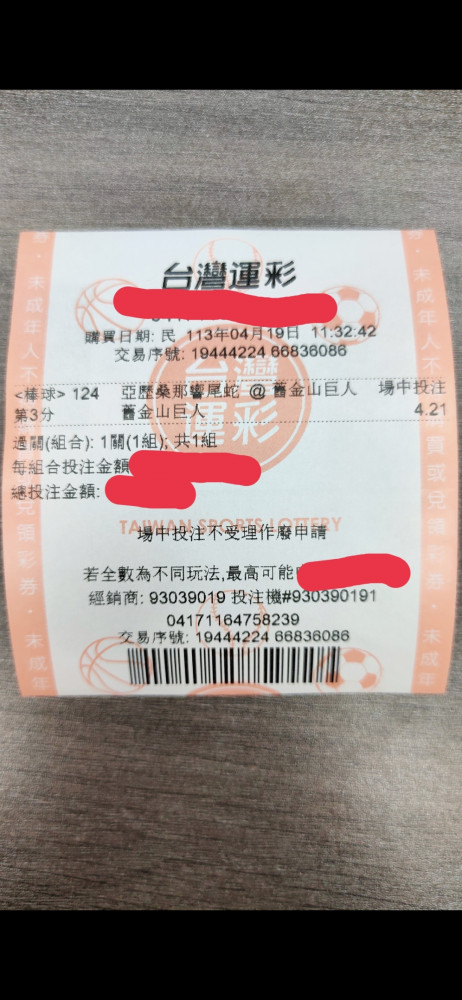 台灣運彩
購買日期: 民 113年04月19日 11:32:42
交易序號: 19444224 66836086
<棒球> 124 亞歷桑那響尾蛇 @ 舊金山巨人 場中投注
第3分 舊金山巨人 4.21
過關(組合): 1關(1組); 共1組
每組合投注金額
總投注金額:
TAIWAN SPORTS LOTTERY
場中投注不受理作廢申請
若全數為不同玩法,最高可能
經銷商: 93039019 投注機#930390191
04171164758239
交易序號: 19444224 66836086